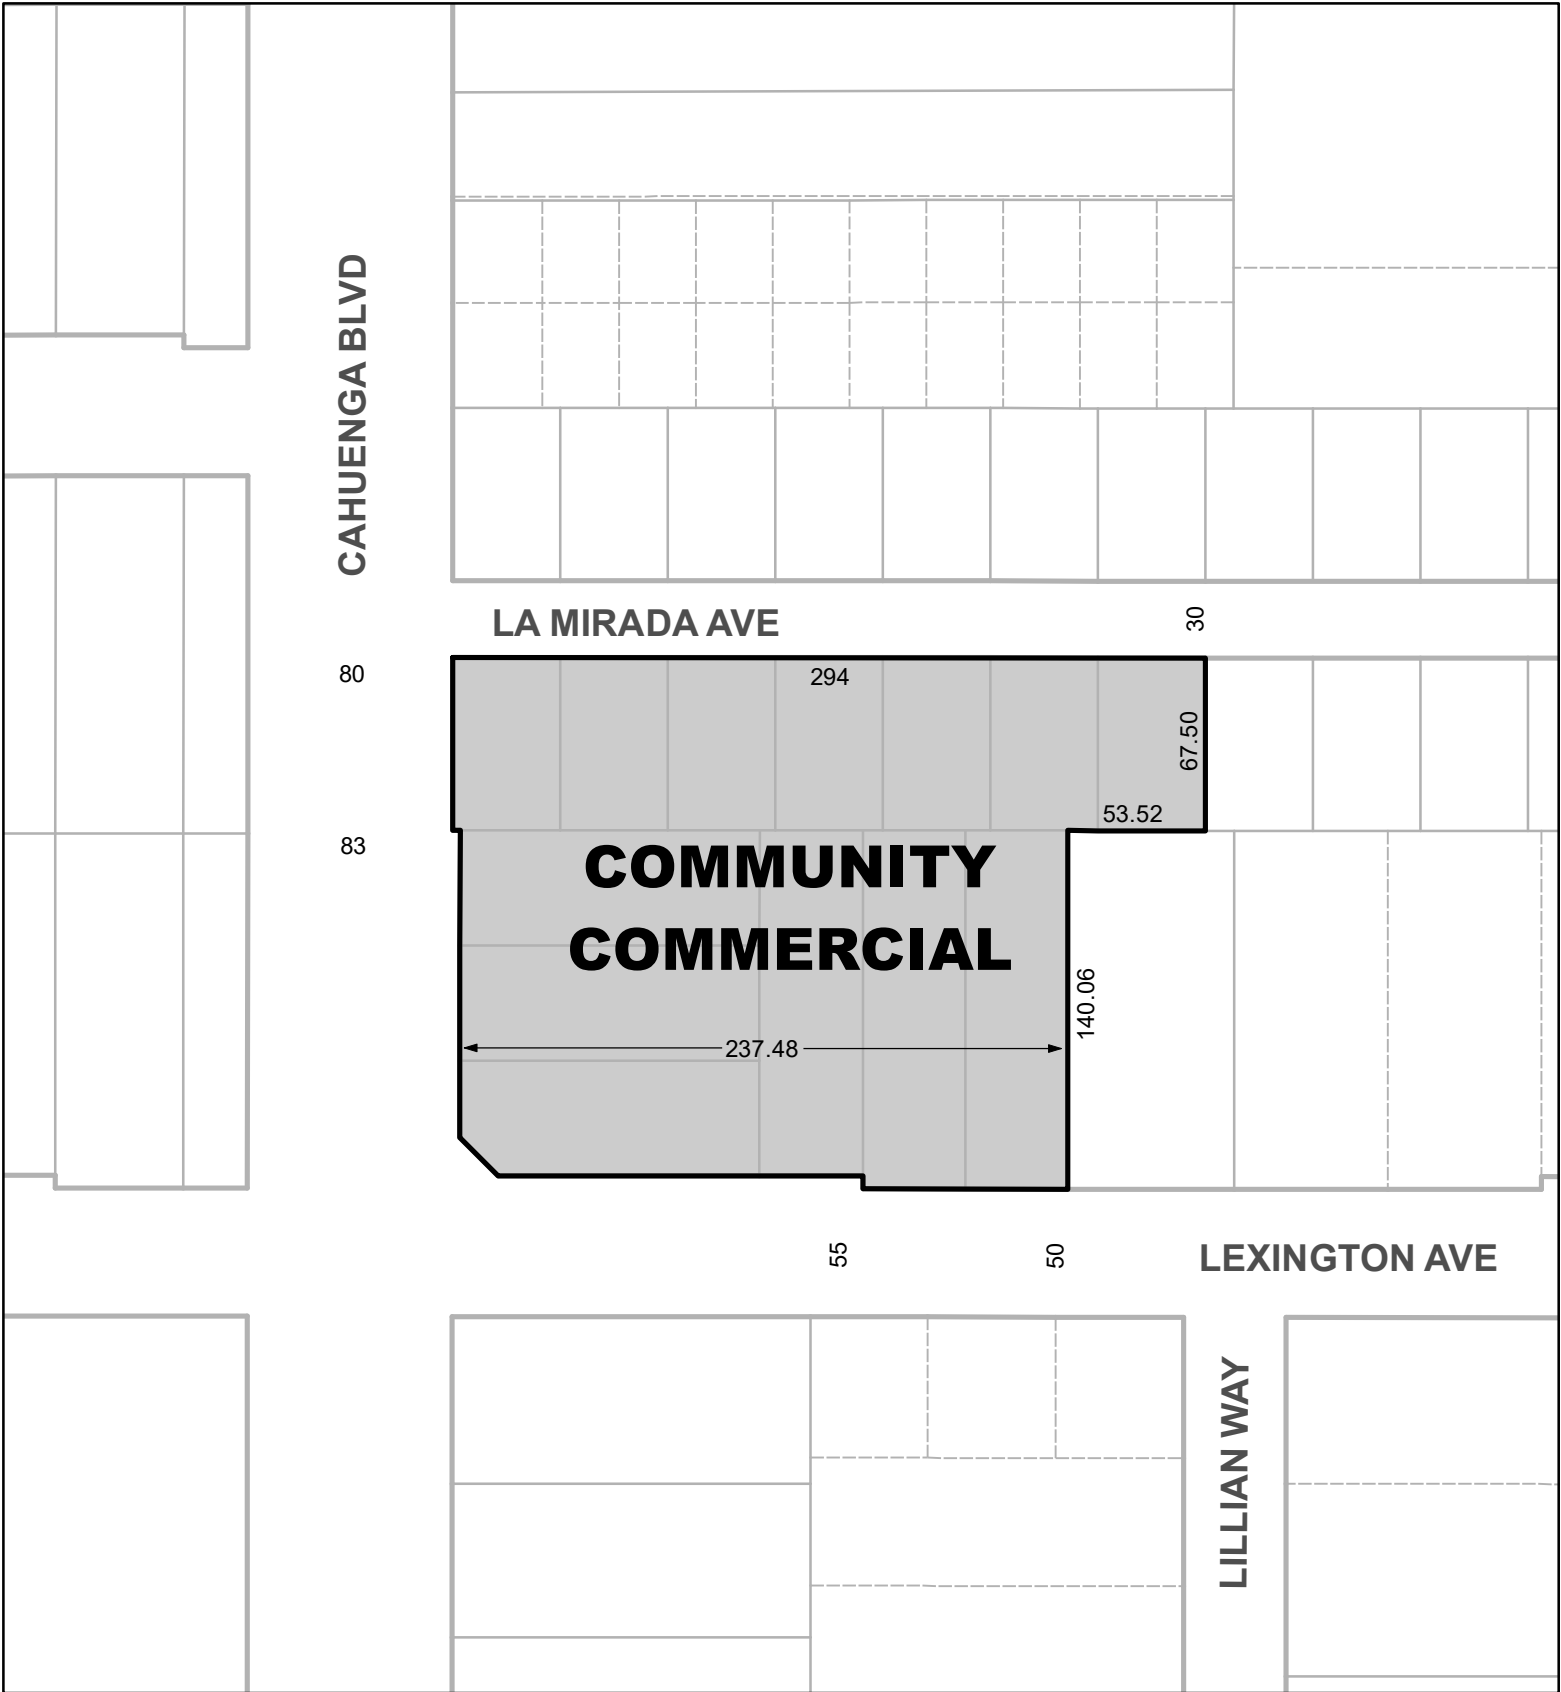 CAHUENGA BLVD
LA MIRADA AVE
30
80
294
67.50
53.52
83
COMMUNITY
COMMERCIAL
140.06
237.48
55
50
LEXINGTON AVE
LILLIAN WAY